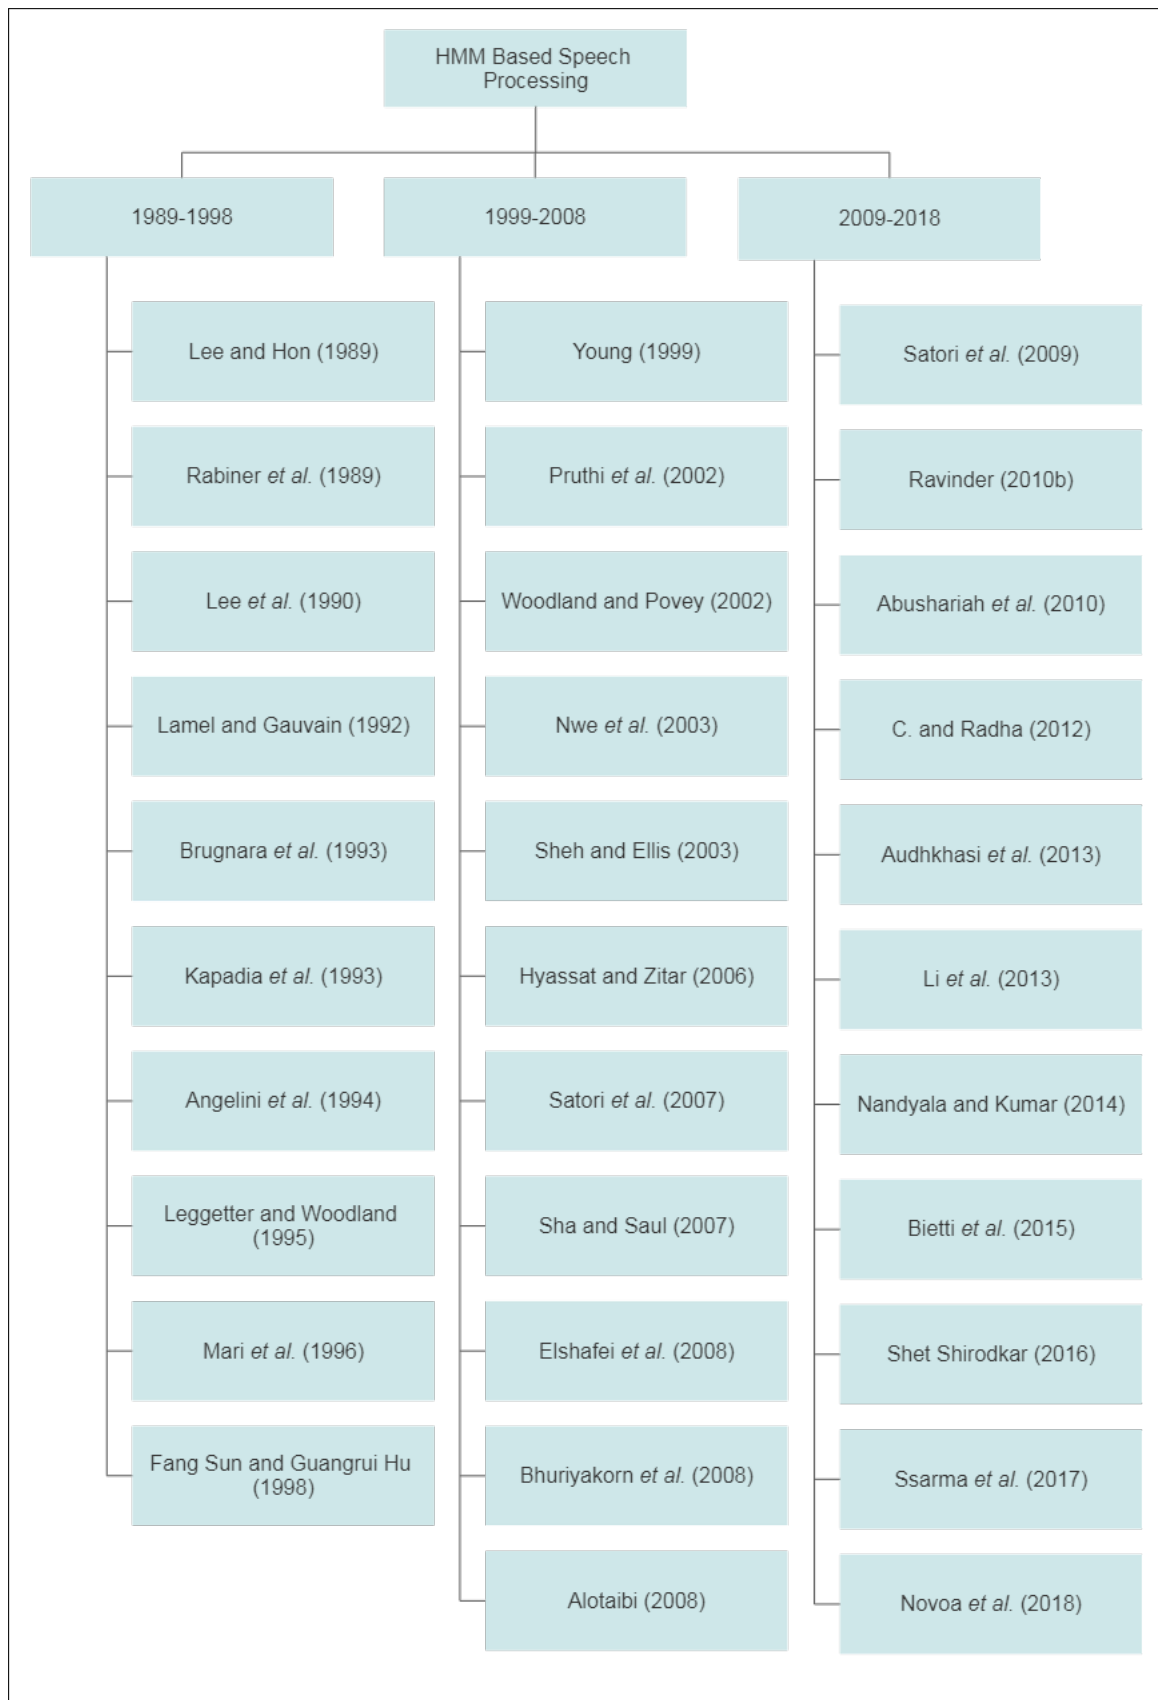 HMM Based Speech
Processing
1989-1998
1999-2008
2009-2018
Lee and Hon (1989)
Rabiner et al. (1989)
Lee et al. (1990)
Lamel and Gauvain (1992)
Brugnara et al. (1993)
Kapadia et al. (1993)
Angelini et al. (1994)
Leggetter and Woodland
(1995)
Mari et al. (1996)
Fang Sun and Guangrui Hu
(1998)
Young (1999)
Pruthi et al. (2002)
Woodland and Povey (2002)
Nwe et al. (2003)
Sheh and Ellis (2003)
Hyassat and Zitar (2006)
Satori et al. (2007)
Sha and Saul (2007)
Elshafei et al. (2008)
Bhuriyakorn et al. (2008)
Alotaibi (2008)
Satori et al. (2009)
Ravinder (2010b)
Abushariah et al. (2010)
C. and Radha (2012)
Audhkhasi et al. (2013)
Li et al. (2013)
Nandyala and Kumar (2014)
Bietti et al. (2015)
Shet Shirodkar (2016)
Ssarma et al. (2017)
Novoa et al. (2018)